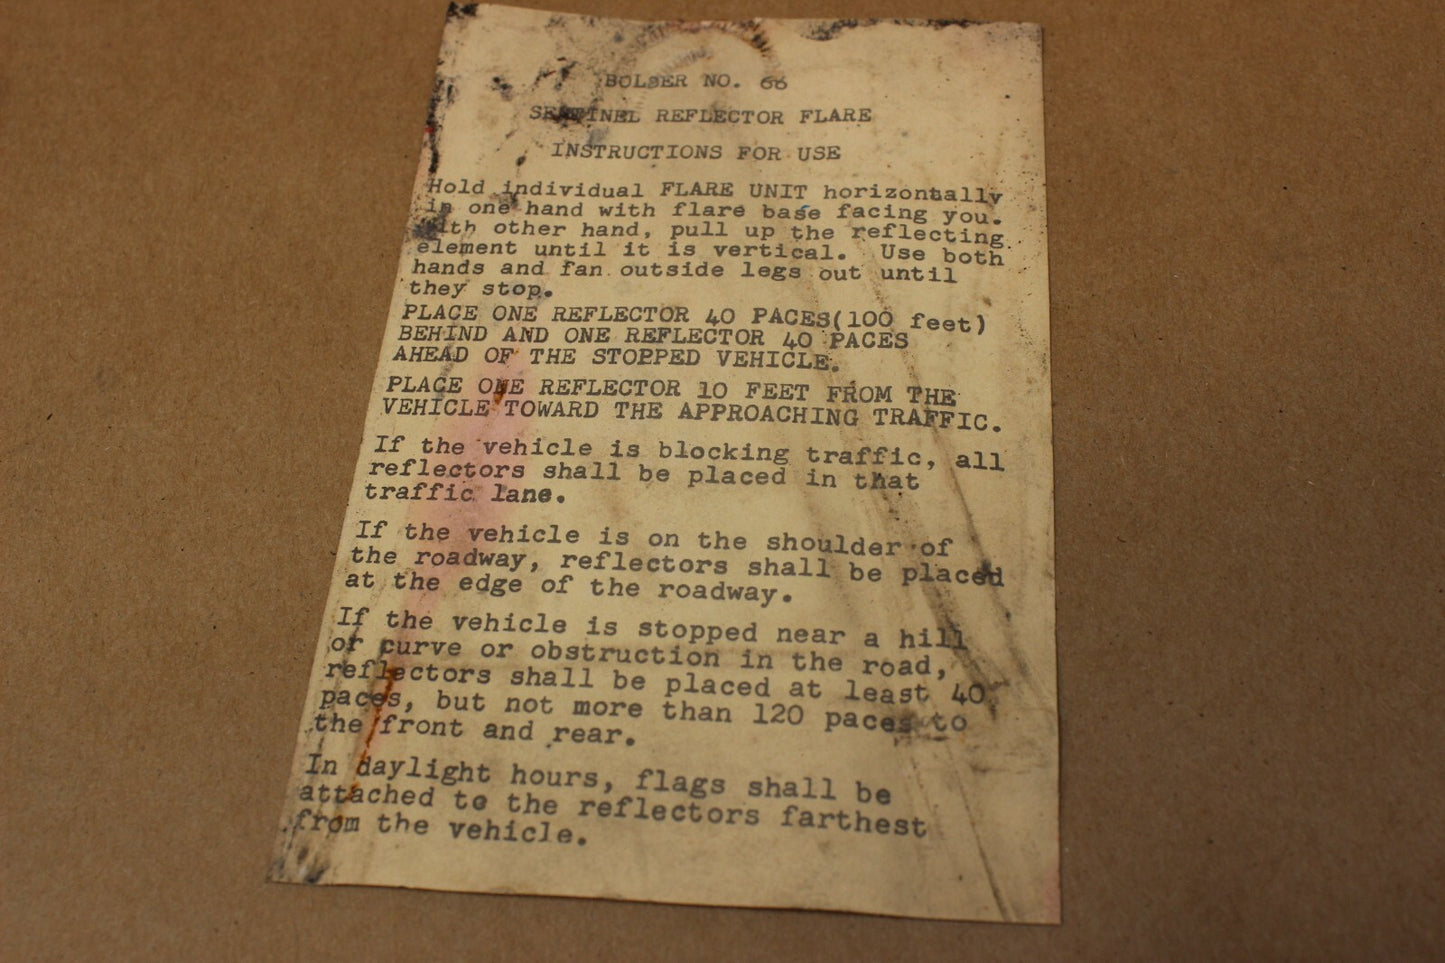 BOLSER NO. 66
SENTINEL REFLECTOR FLARE
INSTRUCTIONS FOR USE
Hold individual FLARE UNIT horizontally
in one hand with flare base facing you.
With other hand, pull up the reflecting
element until it is vertical. Use both
hands and fan outside legs out until
they stop.
PLACE ONE REFLECTOR 40 PACES(100 feet)
BEHIND AND ONE REFLECTOR 40 PACES
AHEAD OF THE STOPPED VEHICLE.
PLACE ONE REFLECTOR 10 FEET FROM THE
VEHICLE TOWARD THE APPROACHING TRAFFIC.
If the vehicle is blocking traffic, all
reflectors shall be placed in that
traffic lane.
If the vehicle is on the shoulder of
the roadway, reflectors shall be placed
at the edge of the roadway.
If the vehicle is stopped near a hill
or curve or obstruction in the road,
reflectors shall be placed at least 40
paces, but not more than 120 paces to
the front and rear.
In daylight hours, flags shall be
attached to the reflectors farthest
from the vehicle.